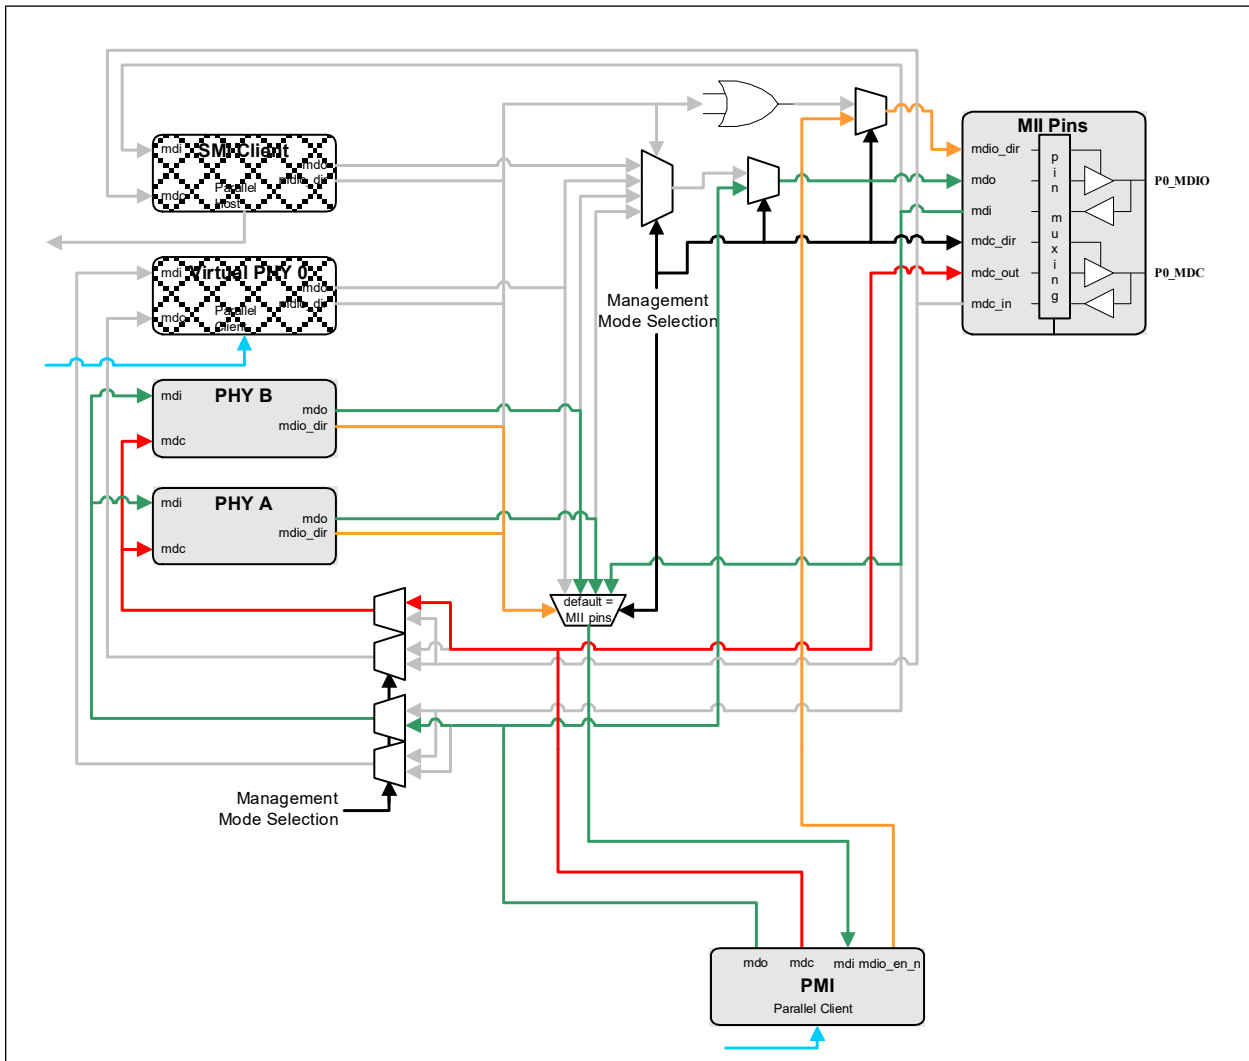 mdi
SMI Client
mdo
mdio_dir
mdc
Parallel
Host
MII Pins
mdio_dir
mdo
mdi
mdc_dir
mdc_out
mdc_in
p
i
n
m
u
x
i
n
g
P0_MDIO
P0_MDC
mdi
Virtual PHY 0
mdo
mdio_dir
mdc
Parallel
Client
Management
Mode Selection
mdi
PHY B
mdo
mdio_dir
mdc
mdi
PHY A
mdo
mdio_dir
mdc
default =
MII pins
Management
Mode Selection
mdo
mdc
mdi
mdio_en_n
PMI
Parallel Client